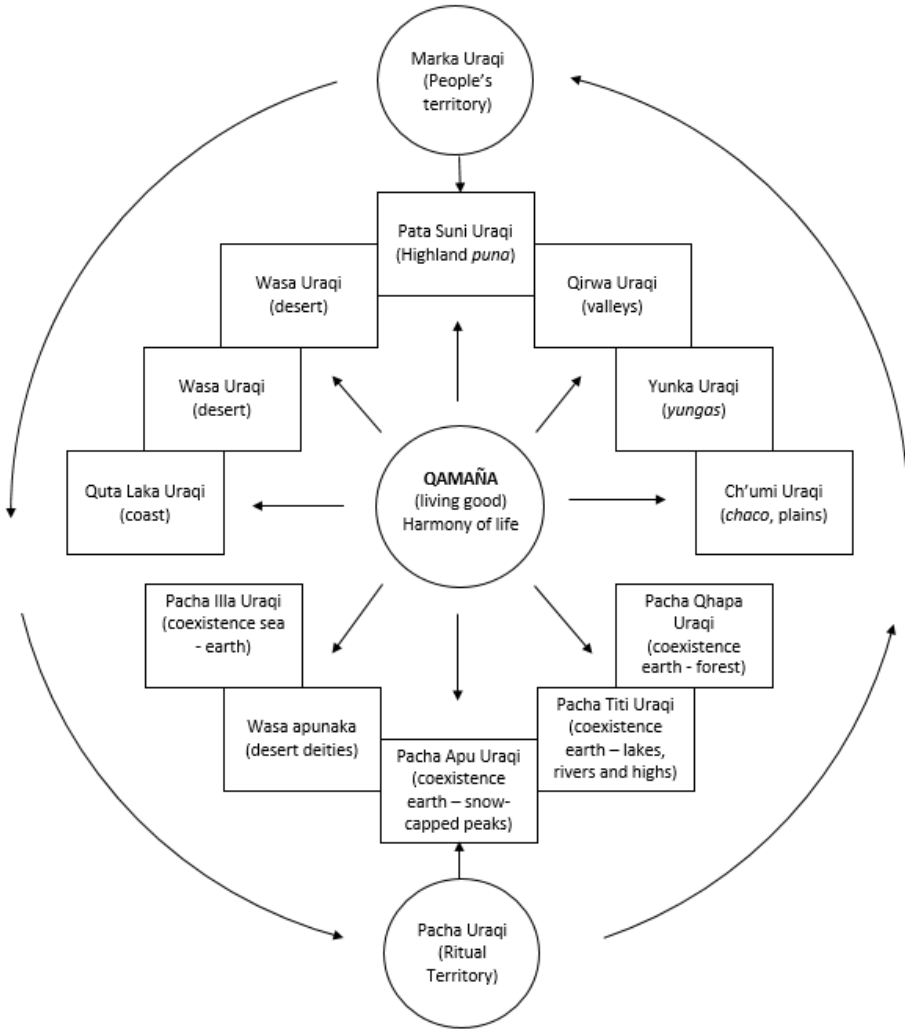 Marka Uraqi
(People's
territory)
Pata Suni Uraqi
(Highland puna)
Wasa Uraqi
(desert)
Qirwa Uraqi
(valleys)
Wasa Uraqi
(desert)
Yunka Uraqi
(yungas)
Quta Laka Uraqi
(coast)
QAMAÑA
(living good)
Harmony of life
Ch'umi Uraqi
(chaco, plains)
Pacha Illa Uraqi
(coexistence sea
- earth)
Pacha Qhapa
Uraqi
(coexistence
earth - forest)
Wasa apunaka
(desert deities)
Pacha Titi Uraqi
(coexistence
earth – lakes,
rivers and highs)
Pacha Apu Uraqi
(coexistence
earth – snow-
capped peaks)
Pacha Uraqi
(Ritual
Territory)